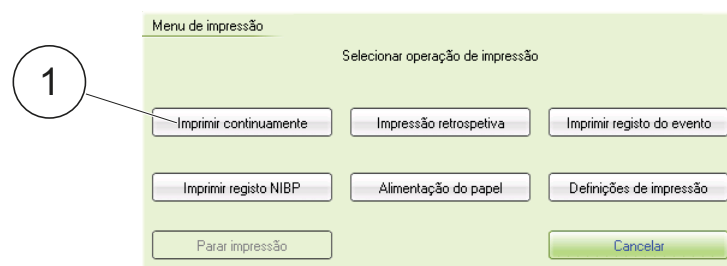 Menu de impressão
Selecionar operação de impressão
1
Imprimir continuamente
Impressão retrospetiva
Imprimir registo do evento
Imprimir registo NIBP
Alimentação do papel
Definições de impressão
Parar impressão
Cancelar